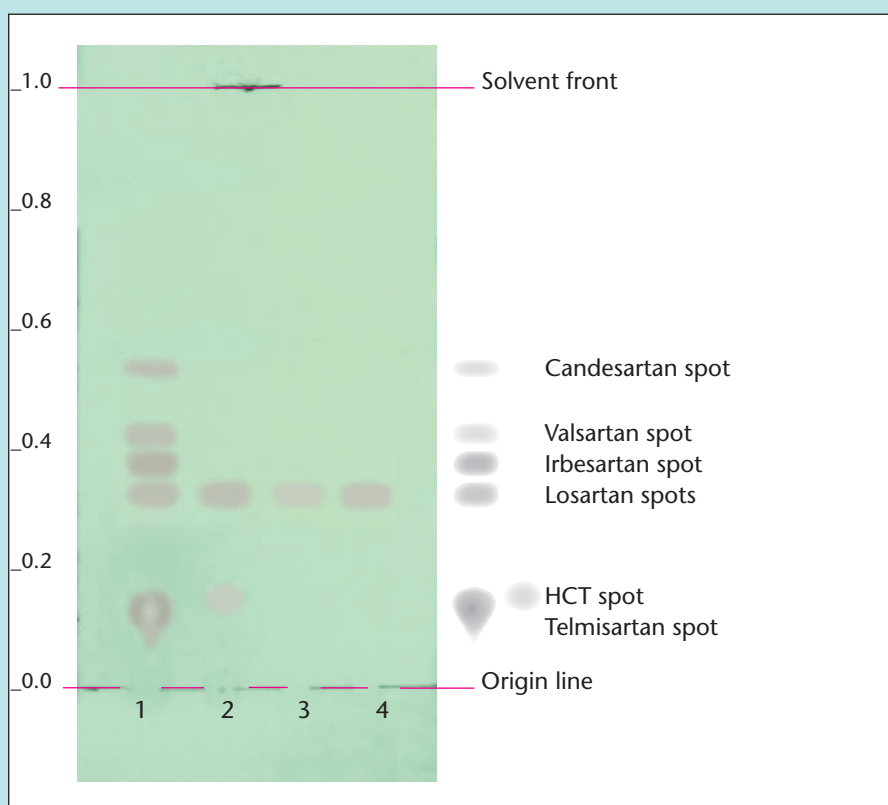 _1.0
Solvent front
_0.8
_0.6
Candesartan spot
Valsartan spot
_0.4
Irbesartan spot
Losartan spots
_0.2
HCT spot
Telmisartan spot
_0.0
Origin line
1 2 3 4